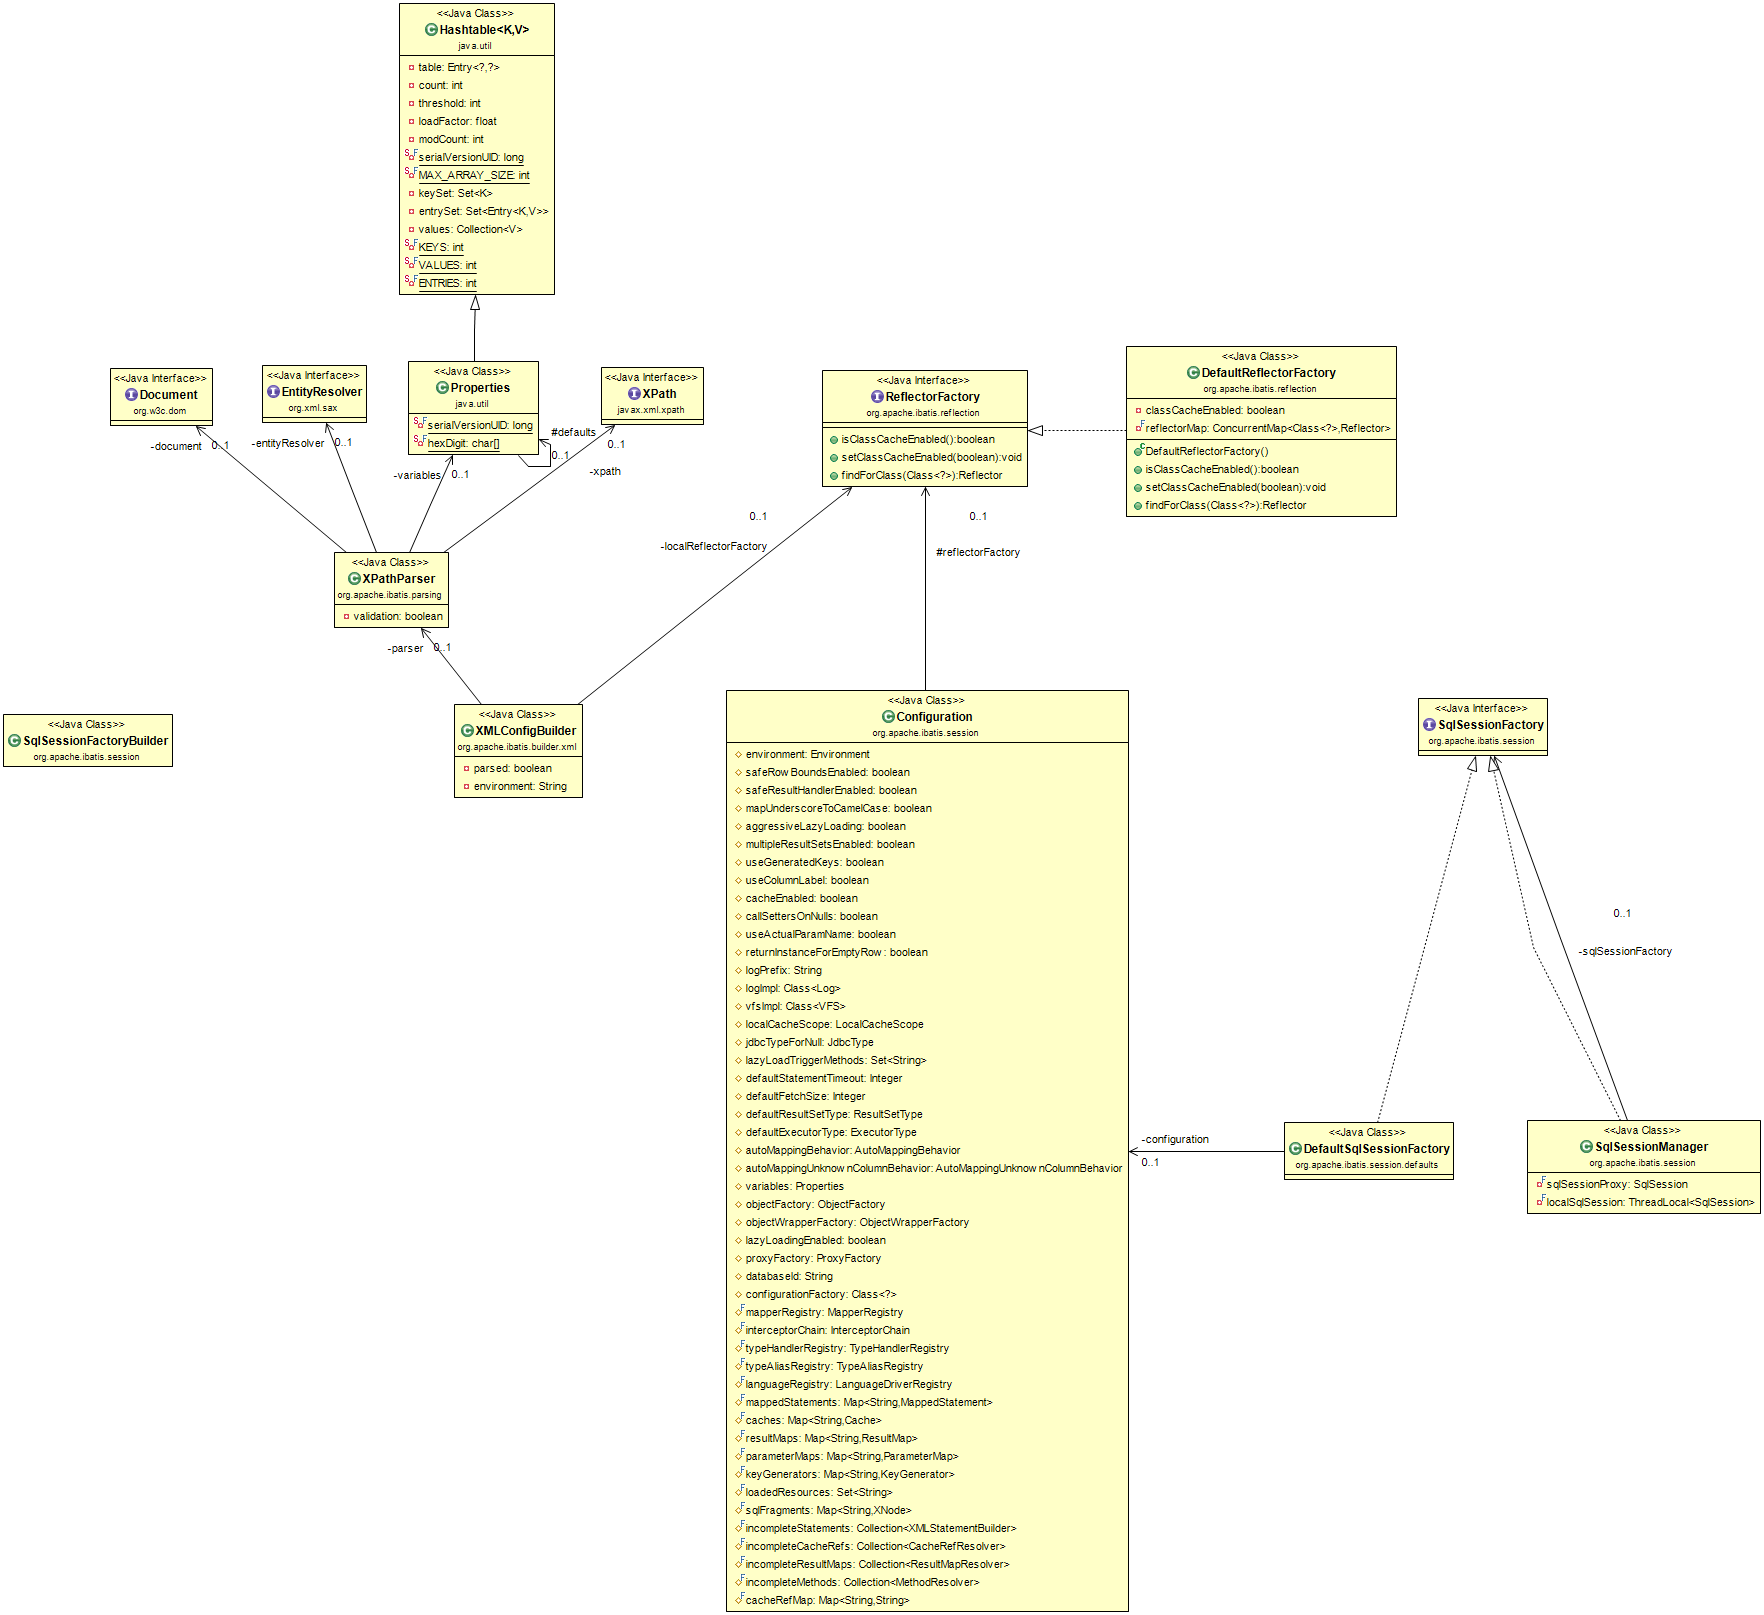 <<Java Class>>
Hashtable<K,V>
java.util
table: Entry<?,?>
count: int
threshold: int
loadFactor: float
modCount: int
serialVersionUID: long
MAX_ARRAY_SIZE: int
keySet: Set<K>
entrySet: Set<Entry<K,V>>
values: Collection<V>
KEYS: int
VALUES: int
ENTRIES: int
<<Java Interface>>
Document
org.w3c.dom
<<Java Interface>>
EntityResolver
org.xml.sax
<<Java Class>>
Properties
java.util
serialVersionUID: long
hexDigit: char[]
<<Java Interface>>
XPath
javax.xml.xpath
#defaults
0..1
-document
0..1
-entityResolver
0..1
-variables
0..1
0..1
-xpath
<<Java Interface>>
ReflectorFactory
org.apache.ibatis.reflection
isClassCacheEnabled():boolean
setClassCacheEnabled(boolean):void
findForClass(Class<?>):Reflector
<<Java Class>>
DefaultReflectorFactory
org.apache.ibatis.reflection
classCacheEnabled: boolean
reflectorMap: ConcurrentMap<Class<?>,Reflector>
DefaultReflectorFactory()
isClassCacheEnabled():boolean
setClassCacheEnabled(boolean):void
findForClass(Class<?>):Reflector
0..1
-localReflectorFactory
0..1
#reflectorFactory
<<Java Class>>
XPathParser
org.apache.ibatis.parsing
validation: boolean
-parser
0..1
<<Java Class>>
SqlSessionFactoryBuilder
org.apache.ibatis.session
<<Java Class>>
XMLConfigBuilder
org.apache.ibatis.builder.xml
parsed: boolean
environment: String
<<Java Class>>
Configuration
org.apache.ibatis.session
environment: Environment
safeRowBoundsEnabled: boolean
safeResultHandlerEnabled: boolean
mapUnderscoreToCamelCase: boolean
aggressiveLazyLoading: boolean
multipleResultSetsEnabled: boolean
useGeneratedKeys: boolean
useColumnLabel: boolean
cacheEnabled: boolean
callSettersOnNulls: boolean
useActualParamName: boolean
returnInstanceForEmptyRow: boolean
logPrefix: String
logImpl: Class<Log>
vfsImpl: Class<VFS>
localCacheScope: LocalCacheScope
jdbcTypeForNull: JdbcType
lazyLoadTriggerMethods: Set<String>
defaultStatementTimeout: Integer
defaultFetchSize: Integer
defaultResultSetType: ResultSetType
defaultExecutorType: ExecutorType
autoMappingBehavior: AutoMappingBehavior
autoMappingUnknownColumnBehavior: AutoMappingUnknownColumnBehavior
variables: Properties
objectFactory: ObjectFactory
objectWrapperFactory: ObjectWrapperFactory
lazyLoadingEnabled: boolean
proxyFactory: ProxyFactory
databaseId: String
configurationFactory: Class<?>
mapperRegistry: MapperRegistry
interceptorChain: InterceptorChain
typeHandlerRegistry: TypeHandlerRegistry
typeAliasRegistry: TypeAliasRegistry
languageRegistry: LanguageDriverRegistry
mappedStatements: Map<String,MappedStatement>
caches: Map<String,Cache>
resultMaps: Map<String,ResultMap>
parameterMaps: Map<String,ParameterMap>
keyGenerators: Map<String,KeyGenerator>
loadedResources: Set<String>
sqlFragments: Map<String,XNode>
incompleteStatements: Collection<XMLStatementBuilder>
incompleteCacheRefs: Collection<CacheRefResolver>
incompleteResultMaps: Collection<ResultMapResolver>
incompleteMethods: Collection<MethodResolver>
cacheRefMap: Map<String,String>
<<Java Interface>>
SqlSessionFactory
org.apache.ibatis.session
0..1
-sqlSessionFactory
-configuration
0..1
<<Java Class>>
DefaultSqlSessionFactory
org.apache.ibatis.session.defaults
<<Java Class>>
SqlSessionManager
org.apache.ibatis.session
sqlSessionProxy: SqlSession
localSqlSession: ThreadLocal<SqlSession>